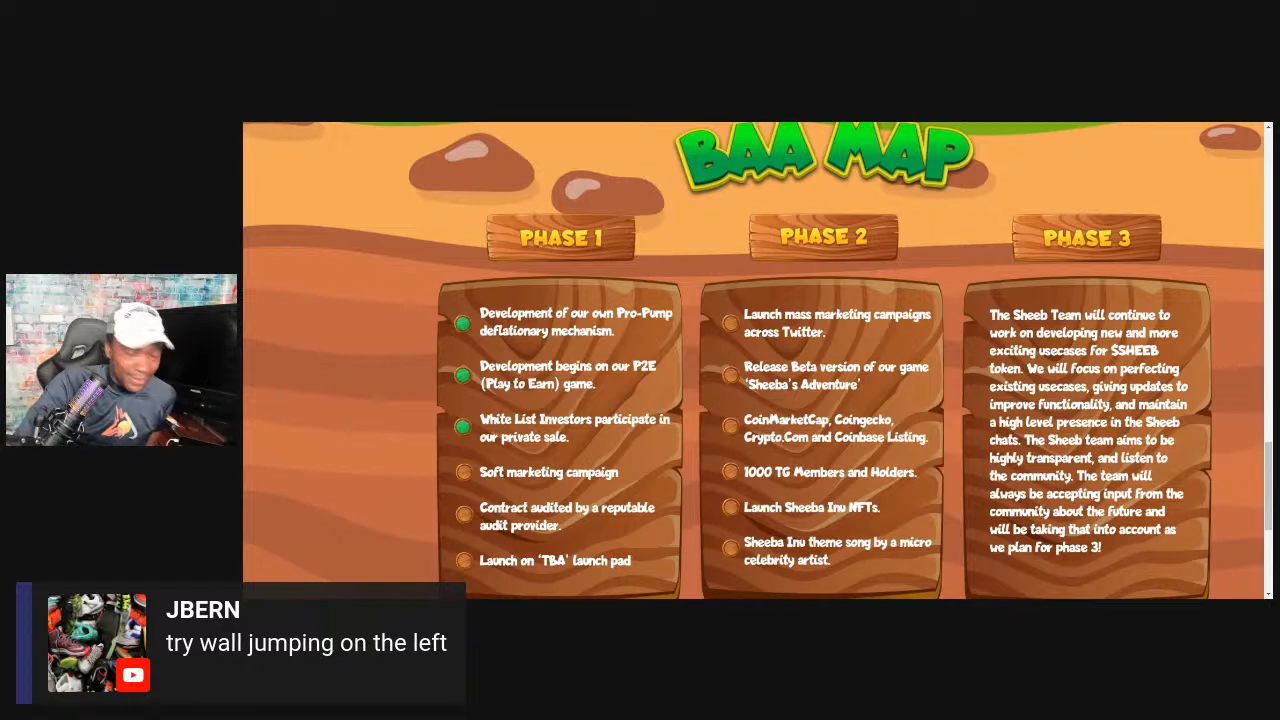 BAA MAP
PHASE 1
Development of our own Pro-Pump
deflationary mechanism.
Development begins on our P2E
(Play to Earn) game.
White List Investors participate in
our private sale.
Soft marketing campaign
Contract audited by a reputable
audit provider.
Launch on 'TBA' launch pad
PHASE 2
Launch mass marketing campaigns
across Twitter.
Release Beta version of our game
'Sheeba's Adventure'
CoinMarketCap, Coingecko,
Crypto.Com and Coinbase Listing.
1000 TG Members and Holders.
Launch Sheeba Inu NFTs.
Sheeba Inu theme song by a micro
celebrity artist.
PHASE 3
The Sheeb Team will continue to
work on developing new and more
exciting usecases for $SHEEB
token. We will focus on perfecting
existing usecases, giving updates to
improve functionality, and maintain
a high level presence in the Sheeb
chats. The Sheeb team aims to be
highly transparent, and listen to
the community. The team will
always be accepting input from the
community about the future and
will be taking that into account as
we plan for phase 3!
JBERN
try wall jumping on the left